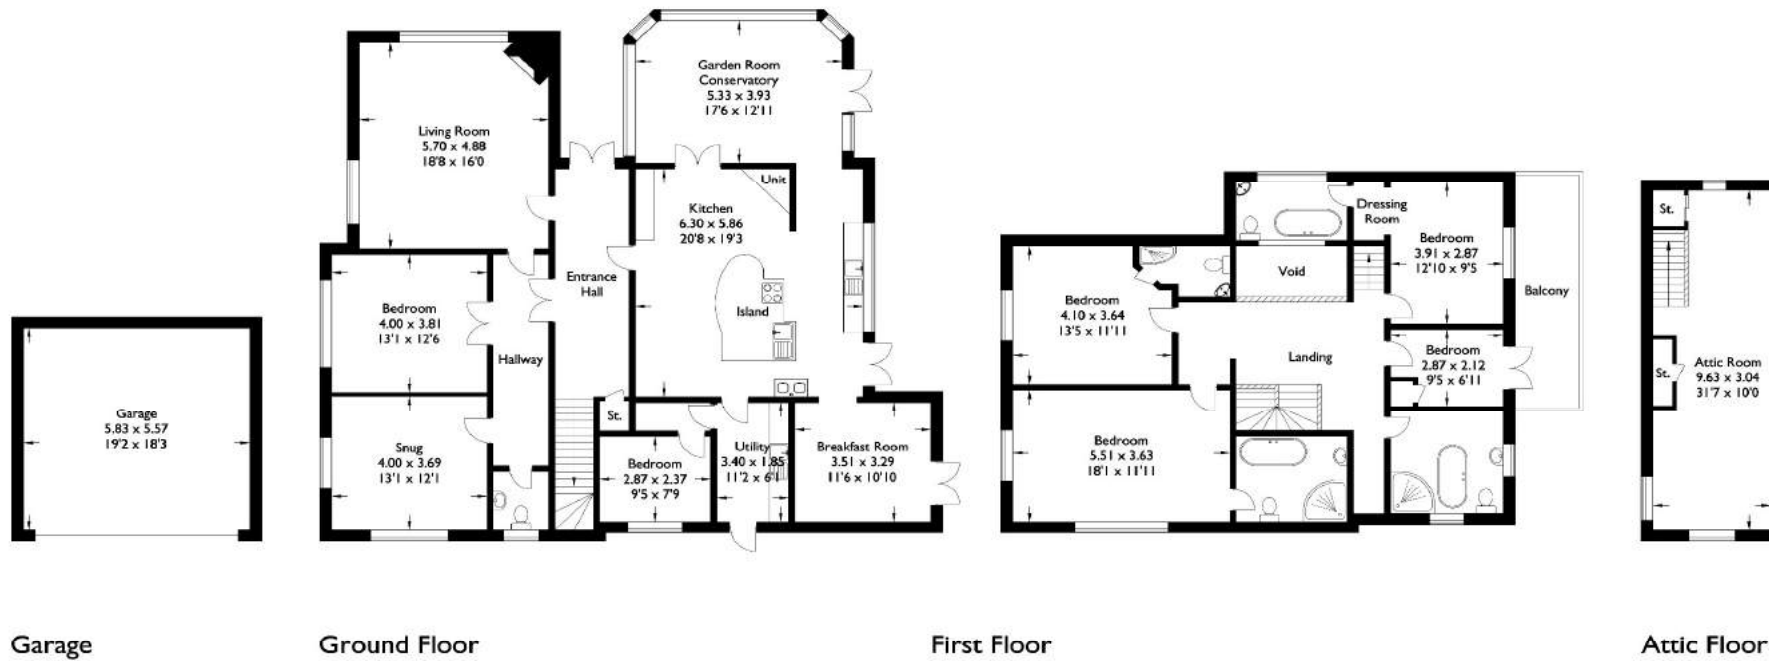 Garage
5.83 x 5.57
19'2 x 18'3
Garage
Living Room
5.70 x 4.88
18'8 x 16'0
Garden Room
Conservatory
5.33 x 3.93
17'6 x 12'11
Unit
Kitchen
6.30 x 5.86
20'8 x 19'3
Entrance
Hall
Island
Bedroom
4.00 x 3.81
13'1 x 12'6
Hallway
Snug
4.00 x 3.69
13'1 x 12'1
St.
Bedroom
2.87 x 2.37
9'5 x 7'9
Utility
3.40 x 1.85
11'2 x 6'1
Breakfast Room
3.51 x 3.29
11'6 x 10'10
Ground Floor
Dressing
Room
Bedroom
3.91 x 2.87
12'10 x 9'5
Void
Balcony
Bedroom
4.10 x 3.64
13'5 x 11'11
Landing
Bedroom
2.87 x 2.12
9'5 x 6'11
Bedroom
5.51 x 3.63
18'1 x 11'11
First Floor
St.
St.
Attic Room
9.63 x 3.04
31'7 x 10'0
Attic Floor